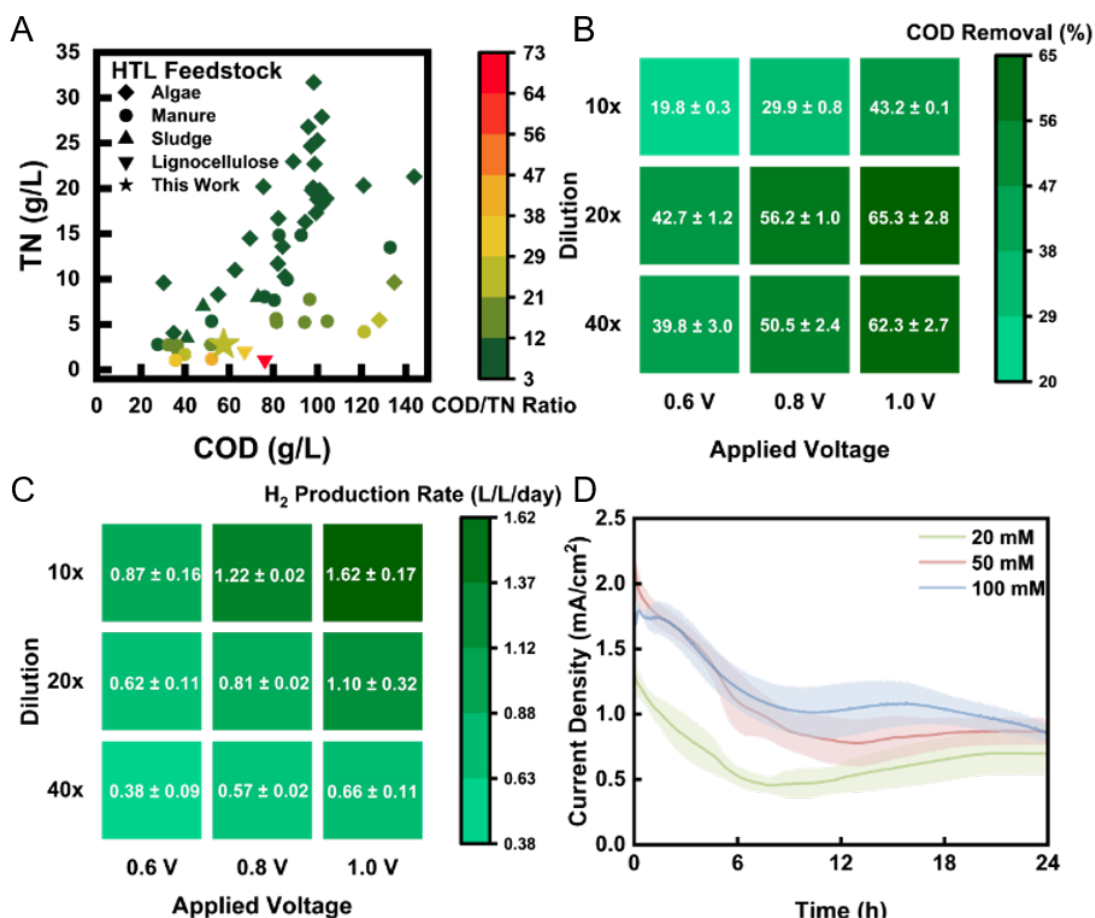 A
35
30
25
20
15
10
5
0
TN (g/L)
HTL Feedstock
Algae
Manure
Sludge
Lignocellulose
This Work
0 20 40 60 80 100 120 140
COD (g/L)
73
64
56
47
38
29
21
12
3
COD/TN Ratio
B
COD Removal (%)
Dilution
10x
19.8 ± 0.3 29.9 ± 0.8 43.2 ± 0.1
20x
42.7 ± 1.2 56.2 ± 1.0 65.3 ± 2.8
40x
39.8 ± 3.0 50.5 ± 2.4 62.3 ± 2.7
0.6 V 0.8 V 1.0 V
Applied Voltage
65
56
47
38
29
20
C
H₂ Production Rate (L/L/day)
Dilution
10x
0.87 ± 0.16 1.22 ± 0.02 1.62 ± 0.17
20x
0.62 ± 0.11 0.81 ± 0.02 1.10 ± 0.32
40x
0.38 ± 0.09 0.57 ± 0.02 0.66 ± 0.11
0.6 V 0.8 V 1.0 V
Applied Voltage
1.62
1.37
1.12
0.88
0.63
0.38
D
2.5
2.0
1.5
1.0
0.5
0.0
Current Density (mA/cm²)
20 mM
50 mM
100 mM
0 6 12 18 24
Time (h)